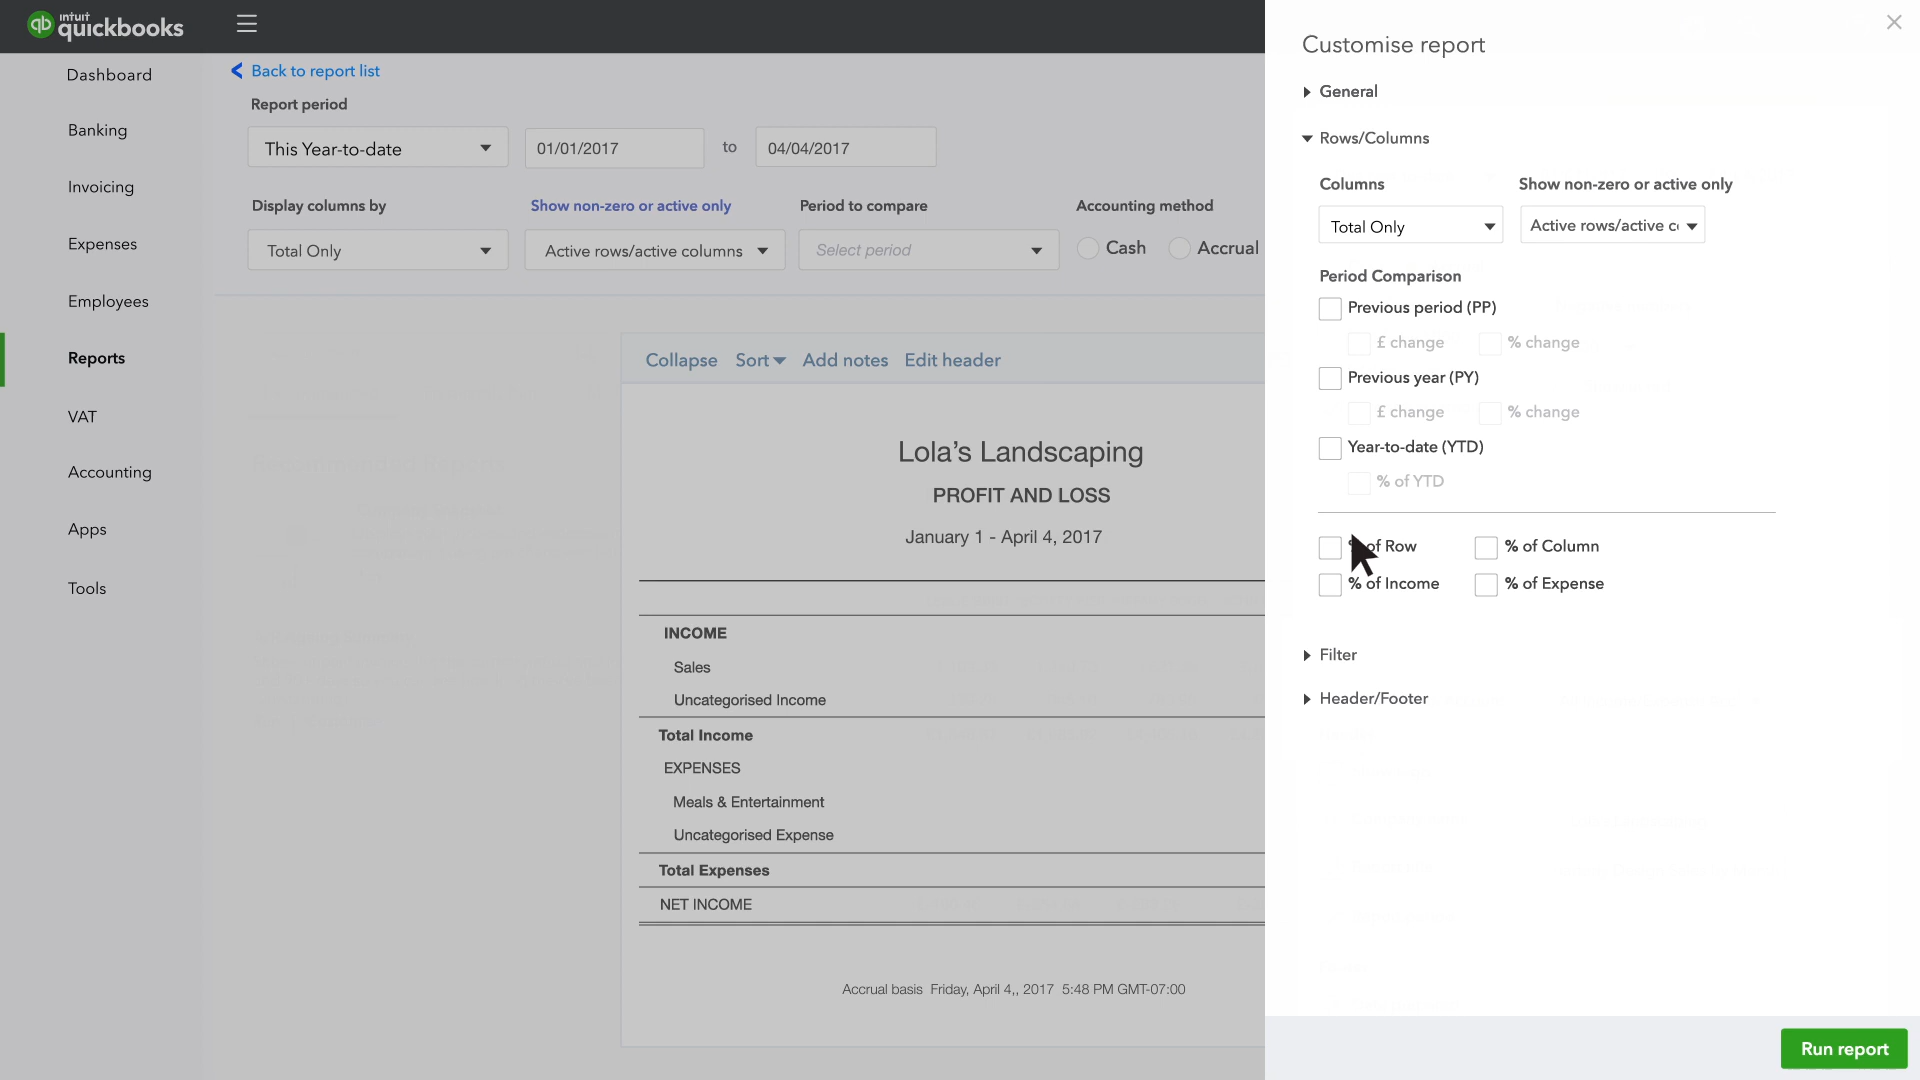 intuit
quickbooks
Dashboard
Banking
Invoicing
Expenses
Employees
Reports
VAT
Accounting
Apps
Tools
Back to report list
Report period
This Year-to-date
01/01/2017 to 04/04/2017
Display columns by
Show non-zero or active only
Period to compare
Accounting method
Total Only
Active rows/active columns
Select period
Cash
Accrual
Collapse Sort Add notes Edit header
Lola's Landscaping
PROFIT AND LOSS
January 1 - April 4, 2017
INCOME
Sales
Uncategorised Income
Total Income
EXPENSES
Meals & Entertainment
Uncategorised Expense
Total Expenses
NET INCOME
Accrual basis Friday, April 4,, 2017 5:48 PM GMT-07:00
Customise report
General
Rows/Columns
Columns
Show non-zero or active only
Total Only
Active rows/active c
Period Comparison
Previous period (PP)
£ change % change
Previous year (PY)
£ change % change
Year-to-date (YTD)
% of YTD
of Row % of Column
% of Income % of Expense
Filter
Header/Footer
Run report